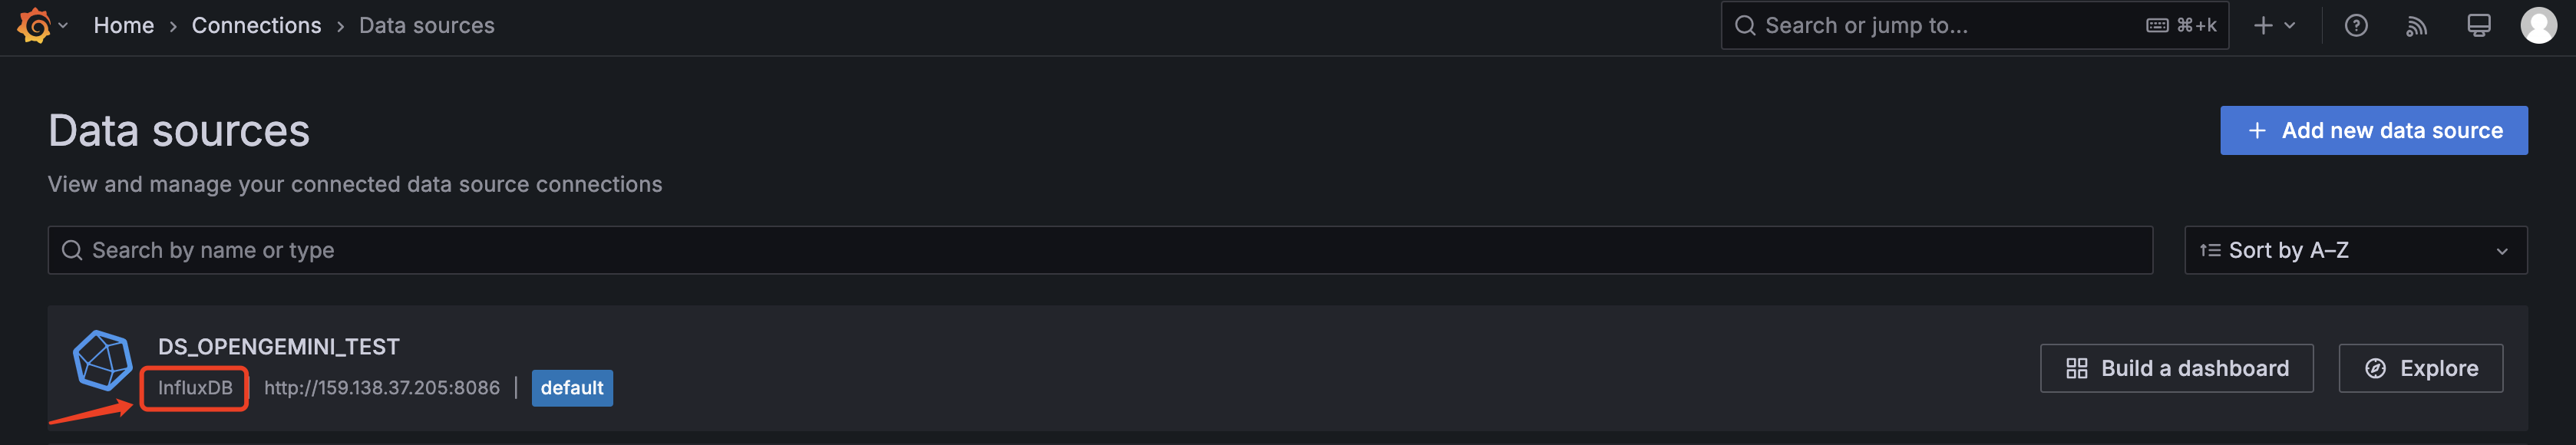 Home › Connections › Data sources
Search or jump to... ⌘+k
Data sources
Add new data source
View and manage your connected data source connections
Search by name or type
Sort by A–Z
DS_OPENGEMINI_TEST
InfluxDB | http://159.138.37.205:8086 | default
Build a dashboard
Explore